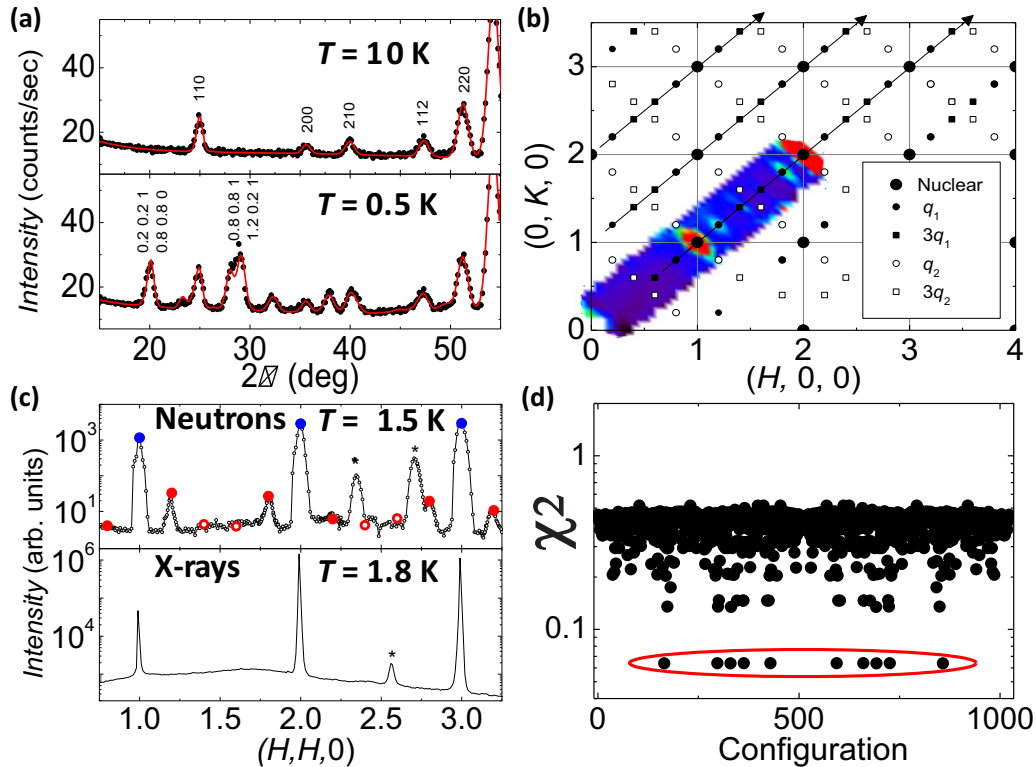 (a)
T = 10 K
40
20
110
200
210
112
220
T = 0.5 K
40
20
0.2 0.2 1
0.8 0.8 0
0.8 0.8 1
1.2 0.2 1
Intensity (counts/sec)
20
30
40
50
2 (deg)
(b)
3
2
1
0
(0, K, 0)
Nuclear
q1
3q1
q2
3q2
0
1
2
3
4
(H, 0, 0)
(c)
Neutrons
T = 1.5 K
10^3
10^1
*
*
X-rays
T = 1.8 K
10^6
10^4
*
Intensity (arb. units)
1.0
1.5
2.0
2.5
3.0
(H,H,0)
(d)
1
0.1
χ2
0
500
1000
Configuration